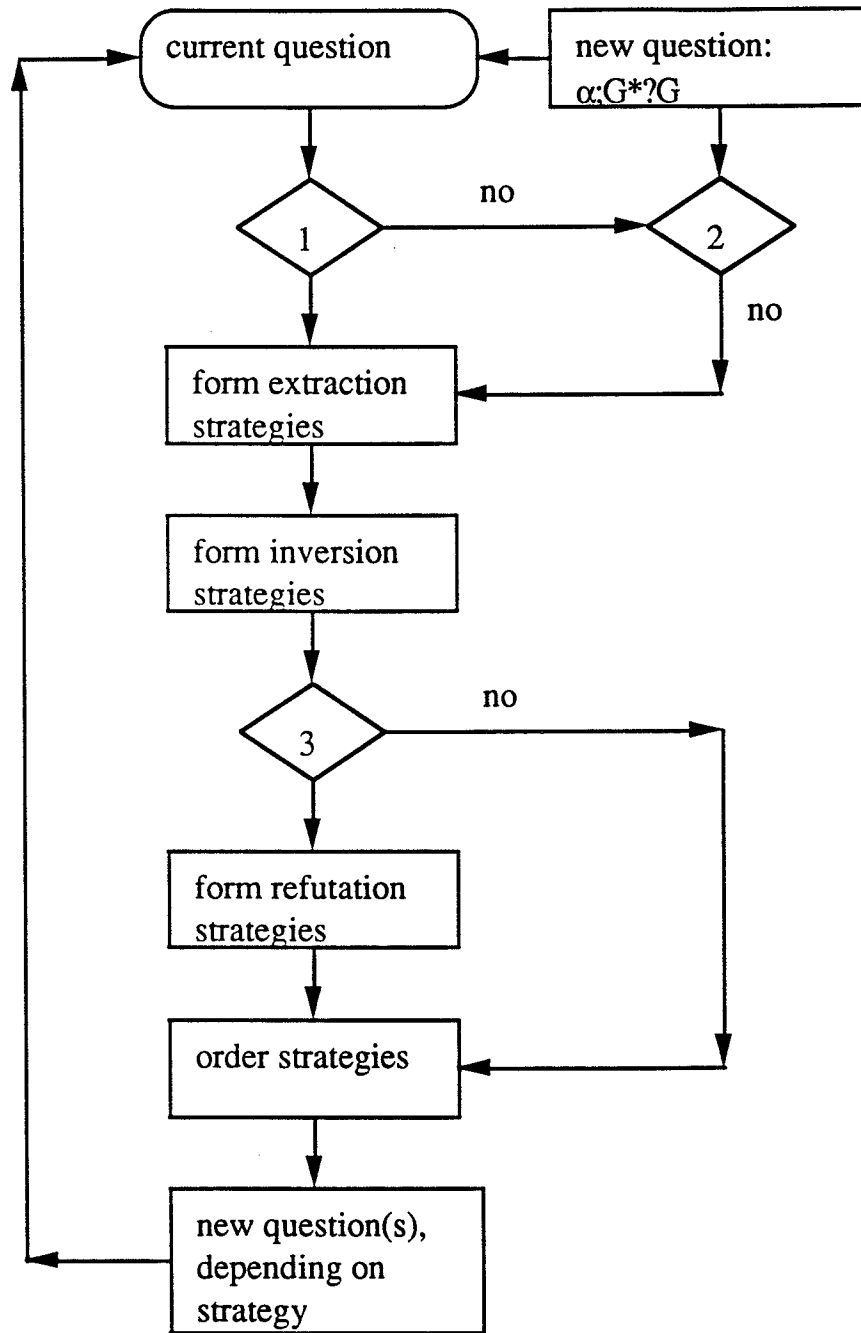 current question
new question:
α;G*?G
no
1
2
no
form extraction
strategies
form inversion
strategies
no
3
form refutation
strategies
order strategies
new question(s),
depending on
strategy